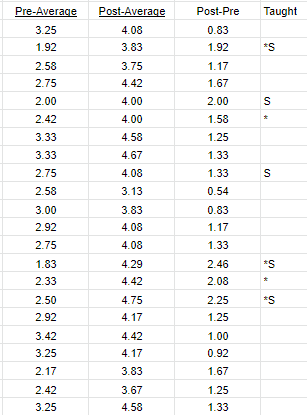 Pre-Average Post-Average Post-Pre Taught
3.25 4.08 0.83
1.92 3.83 1.92 *S
2.58 3.75 1.17
2.75 4.42 1.67
2.00 4.00 2.00 S
2.42 4.00 1.58 *
3.33 4.58 1.25
3.33 4.67 1.33
2.75 4.08 1.33 S
2.58 3.13 0.54
3.00 3.83 0.83
2.92 4.08 1.17
2.75 4.08 1.33
1.83 4.29 2.46 *S
2.33 4.42 2.08 *
2.50 4.75 2.25 *S
2.92 4.17 1.25
3.42 4.42 1.00
3.25 4.17 0.92
2.17 3.83 1.67
2.42 3.67 1.25
3.25 4.58 1.33